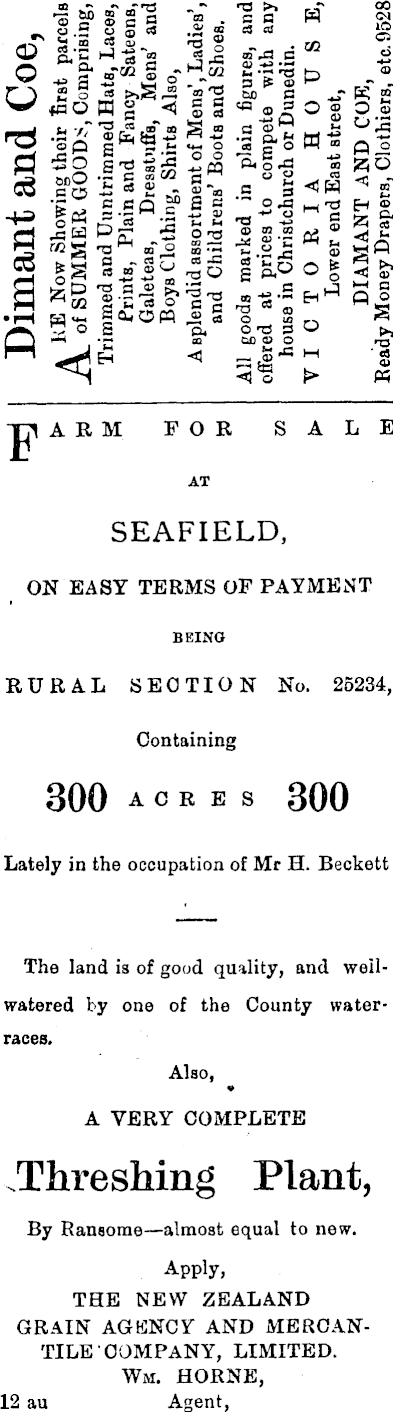 Dimant and Coe,
ARE Now Showing their first parcels
of SUMMER GOODS, Comprising,
Trimmed and Uuntrimmed Hats, Laces,
Prints, Plain and Fancy Sateens,
Galeteas, Dresstuffs, Mens' and
Boys Clothing, Shirts Also,
A splendid assortment of Mens', Ladies',
and Childrens' Boots and Shoes.
All goods marked in plain figures, and
offered at prices to compete with any
house in Christchurch or Dunedin.
VICTORIA HOUSE,
Lower end East street,
DIAMANT AND COE,
Ready Money Drapers, Clothiers, etc. 9528
FARM FOR SALE
AT
SEAFIELD,
ON EASY TERMS OF PAYMENT
BEING
RURAL SECTION No. 25234,
Containing
300 ACRES 300
Lately in the occupation of Mr H. Beckett
The land is of good quality, and well-
watered by one of the County water-
races.
Also,
A VERY COMPLETE
Threshing Plant,
By Ransome—almost equal to new.
Apply,
THE NEW ZEALAND
GRAIN AGENCY AND MERCAN-
TILE COMPANY, LIMITED.
WM. HORNE,
12 au Agent,